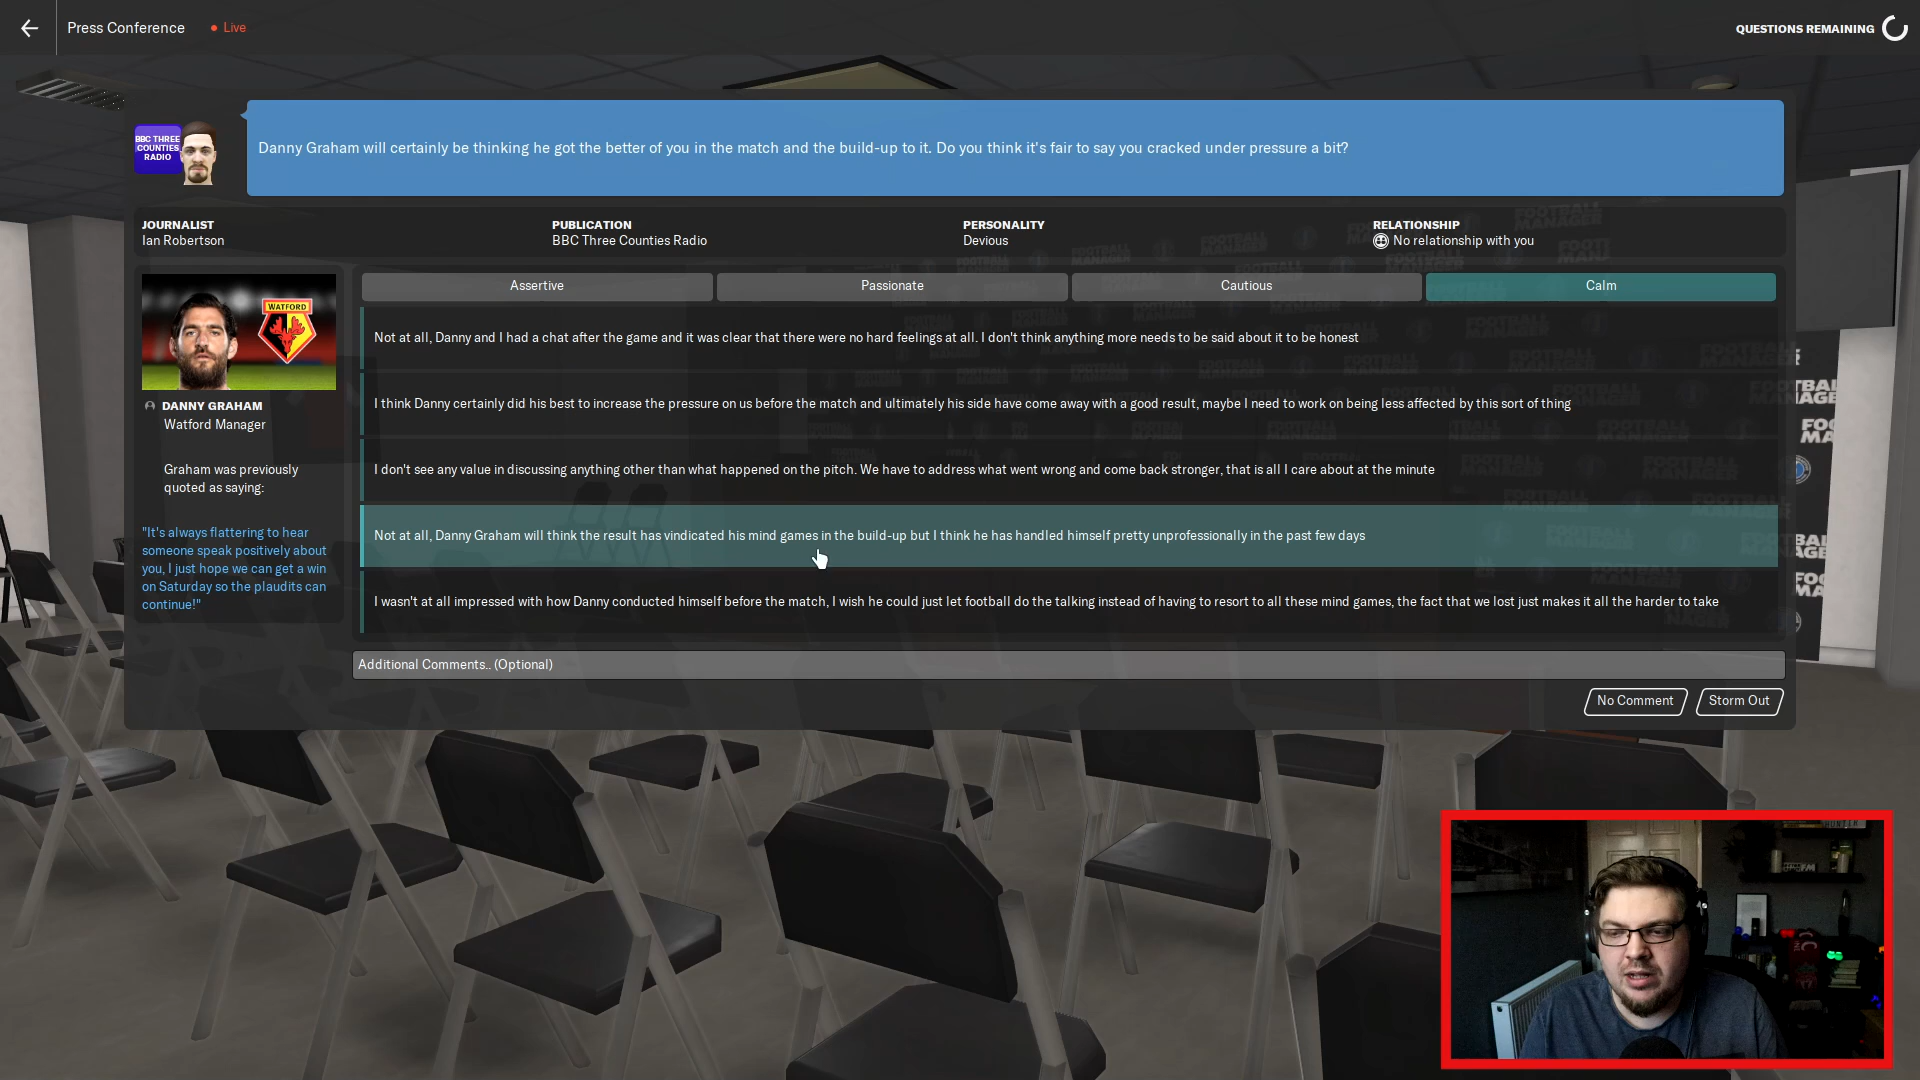 Press Conference
Live
QUESTIONS REMAINING
BBC THREE
COUNTIES
RADIO
Danny Graham will certainly be thinking he got the better of you in the match and the build-up to it. Do you think it's fair to say you cracked under pressure a bit?
JOURNALIST
Ian Robertson
PUBLICATION
BBC Three Counties Radio
PERSONALITY
Devious
RELATIONSHIP
No relationship with you
WATFORD
DANNY GRAHAM
Watford Manager
Graham was previously
quoted as saying:
"It's always flattering to hear
someone speak positively about
you, I just hope we can get a win
on Saturday so the plaudits can
continue!"
Assertive
Passionate
Cautious
Calm
Not at all, Danny and I had a chat after the game and it was clear that there were no hard feelings at all. I don't think anything more needs to be said about it to be honest
I think Danny certainly did his best to increase the pressure on us before the match and ultimately his side have come away with a good result, maybe I need to work on being less affected by this sort of thing
I don't see any value in discussing anything other than what happened on the pitch. We have to address what went wrong and come back stronger, that is all I care about at the minute
Not at all, Danny Graham will think the result has vindicated his mind games in the build-up but I think he has handled himself pretty unprofessionally in the past few days
I wasn't at all impressed with how Danny conducted himself before the match, I wish he could just let football do the talking instead of having to resort to all these mind games, the fact that we lost just makes it all the harder to take
Additional Comments.. (Optional)
No Comment
Storm Out
FOOTBALL
MANAGER